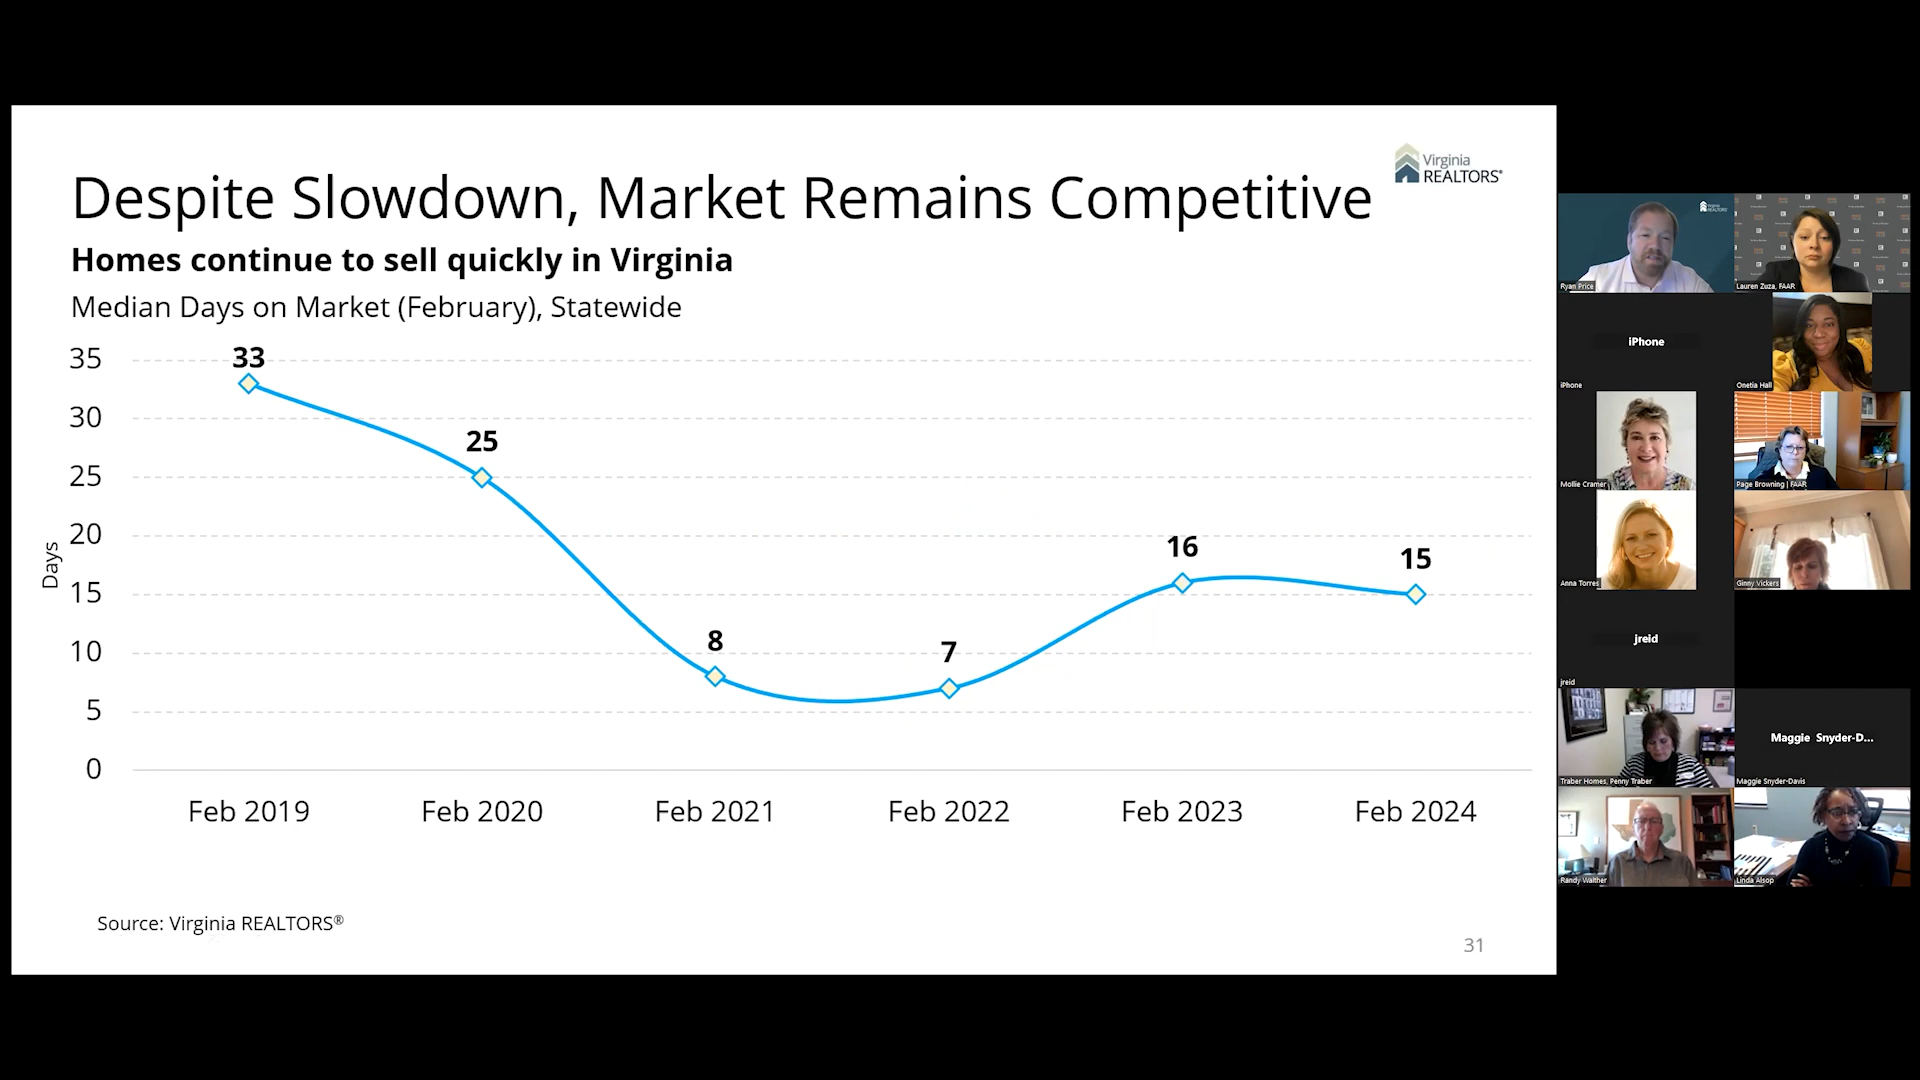 Despite Slowdown, Market Remains Competitive
Virginia
REALTORS®
Homes continue to sell quickly in Virginia
Median Days on Market (February), Statewide
35
30
25
20
15
10
5
0
Days
33
25
8
7
16
15
Feb 2019
Feb 2020
Feb 2021
Feb 2022
Feb 2023
Feb 2024
Source: Virginia REALTORS®
31
Virginia
REALTORS
Ryan Price
Lauren Zuza, FAAR
iPhone
iPhone
Onetia Hall
Mollie Cramer
Page Browning | FAAR
Anna Torres
Ginny Vickers
jreid
jreid
Traber Homes, Penny Traber
Maggie Snyder-D...
Maggie Snyder-Davis
Randy Walther
Linda Alsop